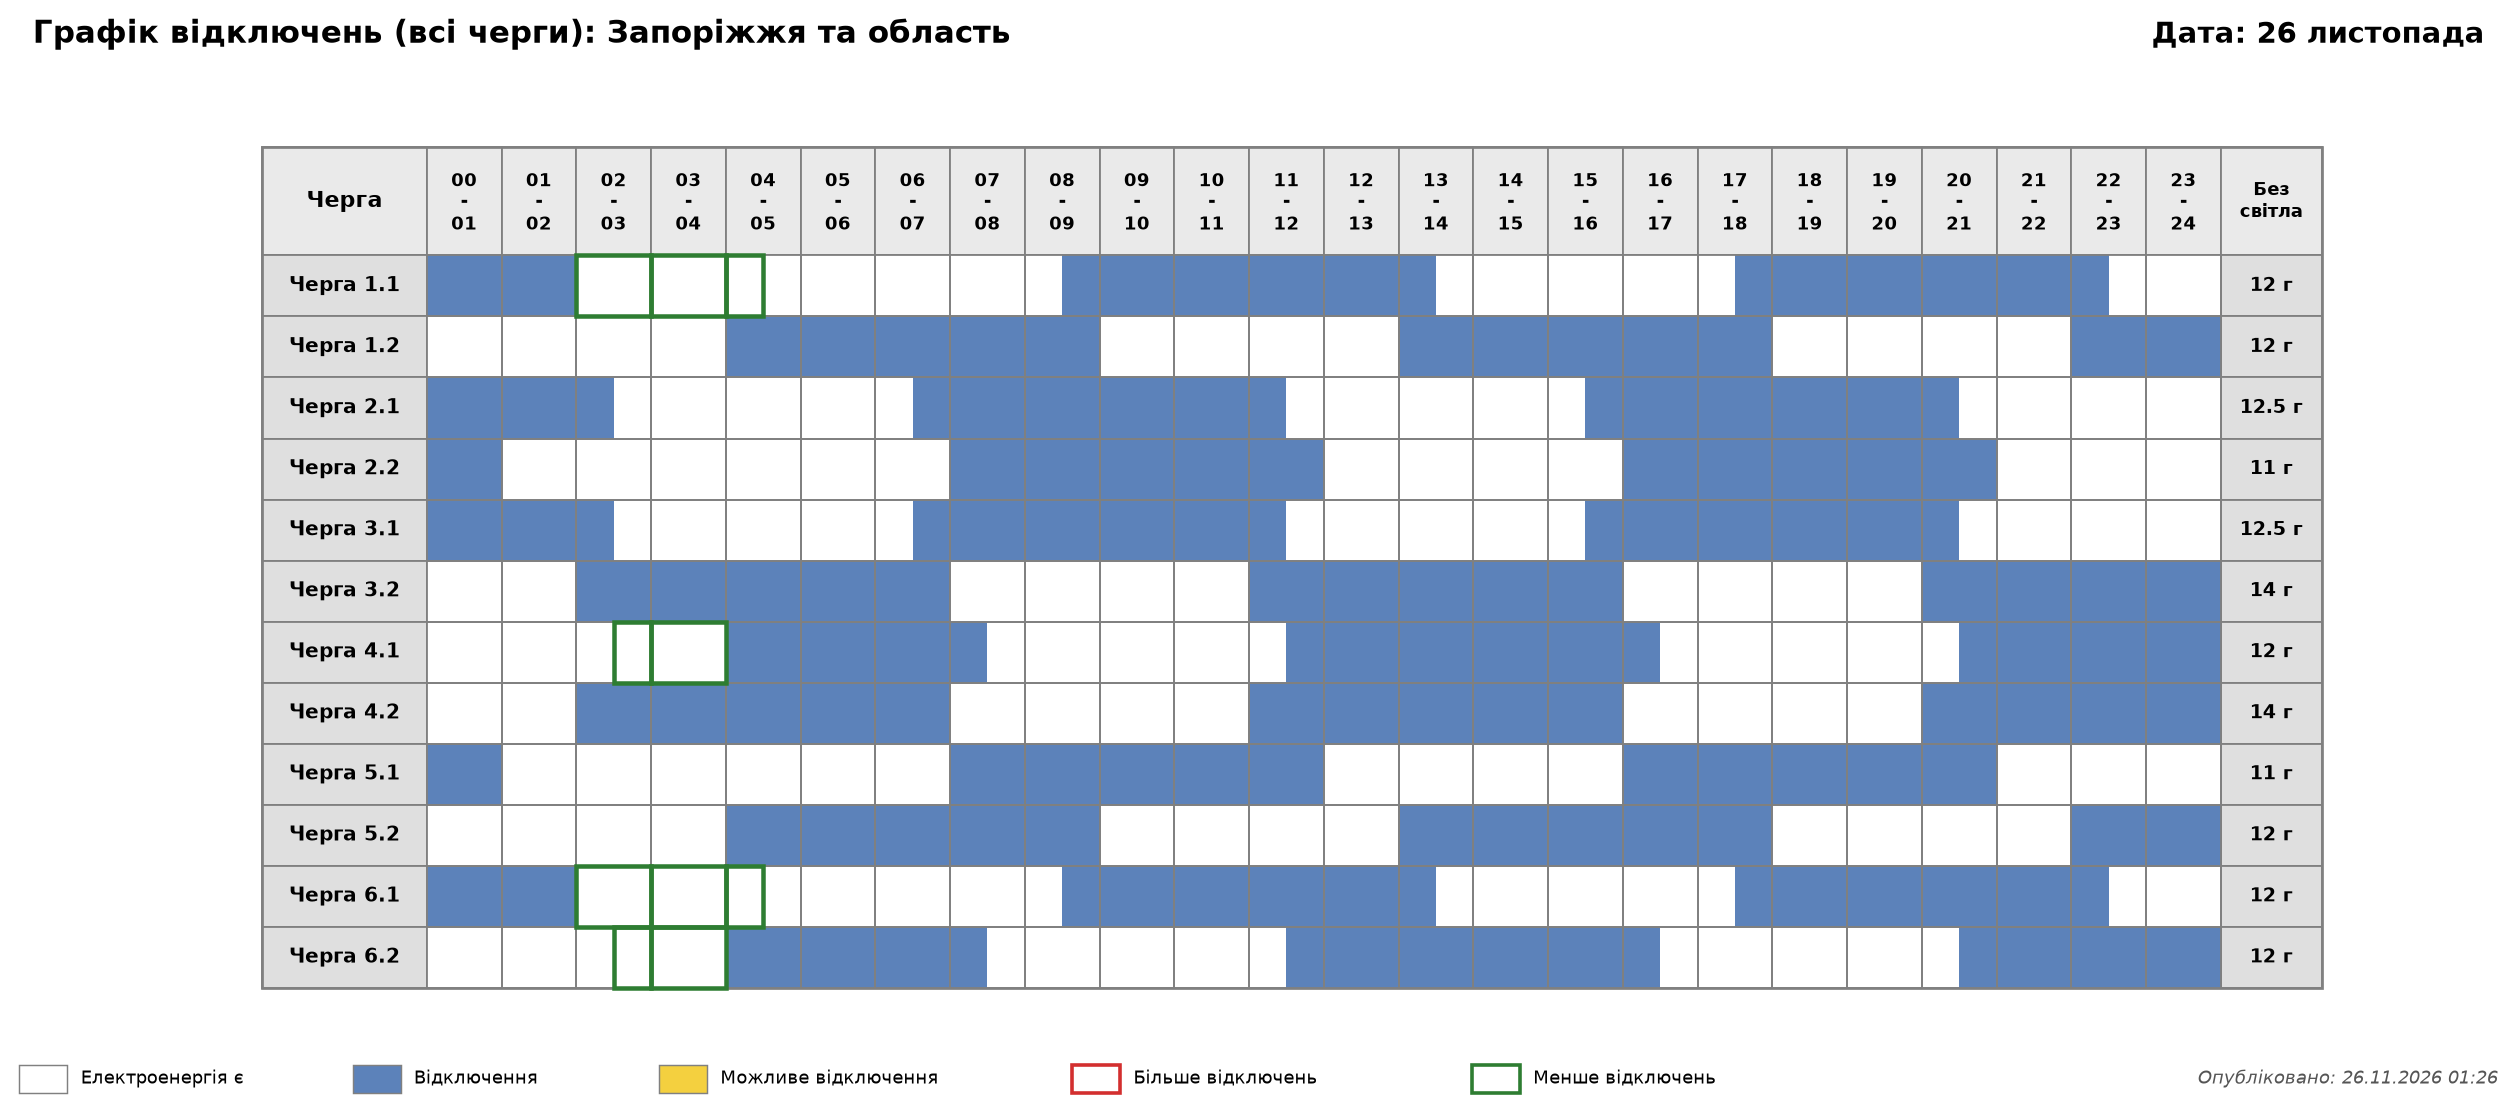 Графік відключень (всі черги): Запоріжжя та область
Дата: 26 листопада
Черга 00 - 01 01 - 02 02 - 03 03 - 04 04 - 05 05 - 06 06 - 07 07 - 08 08 - 09 09 - 10 10 - 11 11 - 12 12 - 13 13 - 14 14 - 15 15 - 16 16 - 17 17 - 18 18 - 19 19 - 20 20 - 21 21 - 22 22 - 23 23 - 24 Без світла
Черга 1.1 12 г
Черга 1.2 12 г
Черга 2.1 12.5 г
Черга 2.2 11 г
Черга 3.1 12.5 г
Черга 3.2 14 г
Черга 4.1 12 г
Черга 4.2 14 г
Черга 5.1 11 г
Черга 5.2 12 г
Черга 6.1 12 г
Черга 6.2 12 г
Електроенергія є
Відключення
Можливе відключення
Більше відключень
Менше відключень
Опубліковано: 26.11.2026 01:26